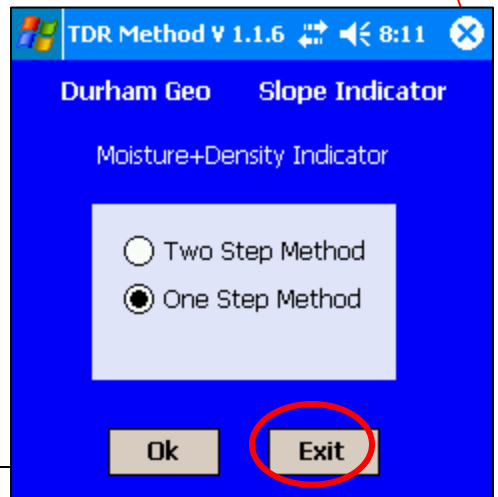 TDR Method V 1.1.6 8:11
Durham Geo Slope Indicator
Moisture+Density Indicator
Two Step Method
One Step Method
Ok Exit